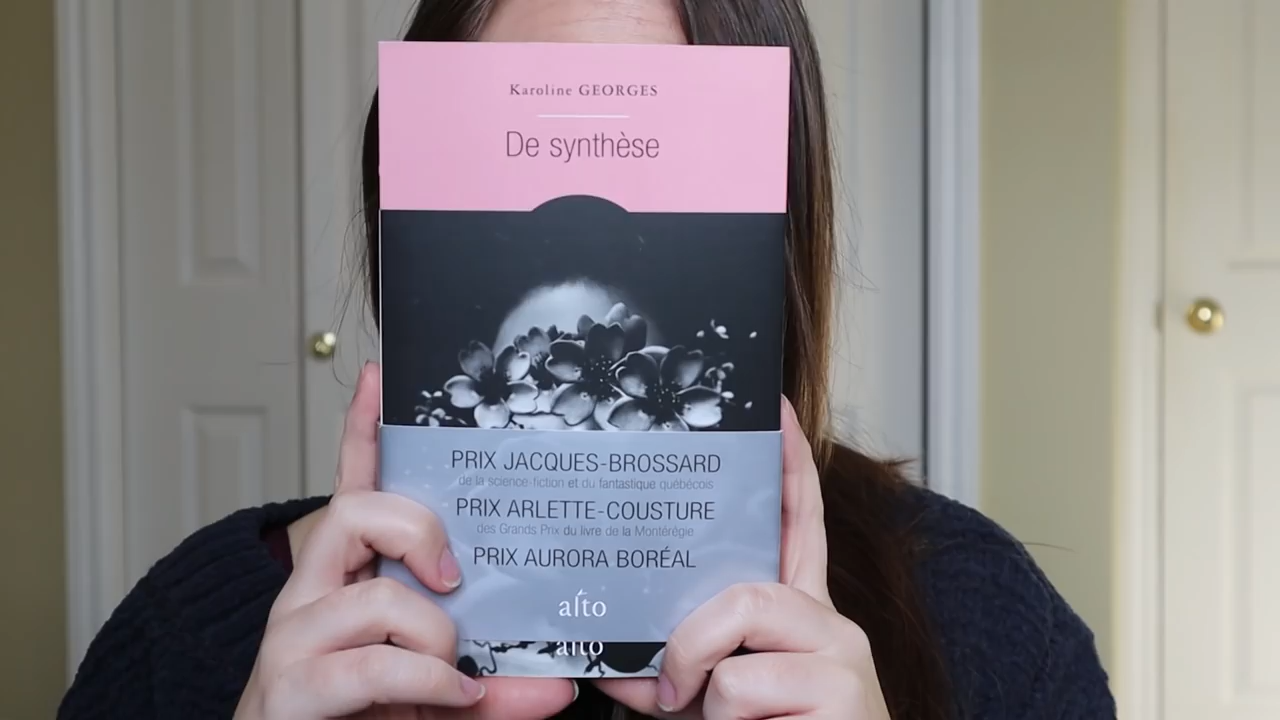 Karoline GEORGES
De synthèse
PRIX JACQUES-BROSSARD
de la science-fiction et du fantastique québécois
PRIX ARLETTE-COUSTURE
des Grands Prix du livre de la Montérégie
PRIX AURORA BORÉAL
alto
alto